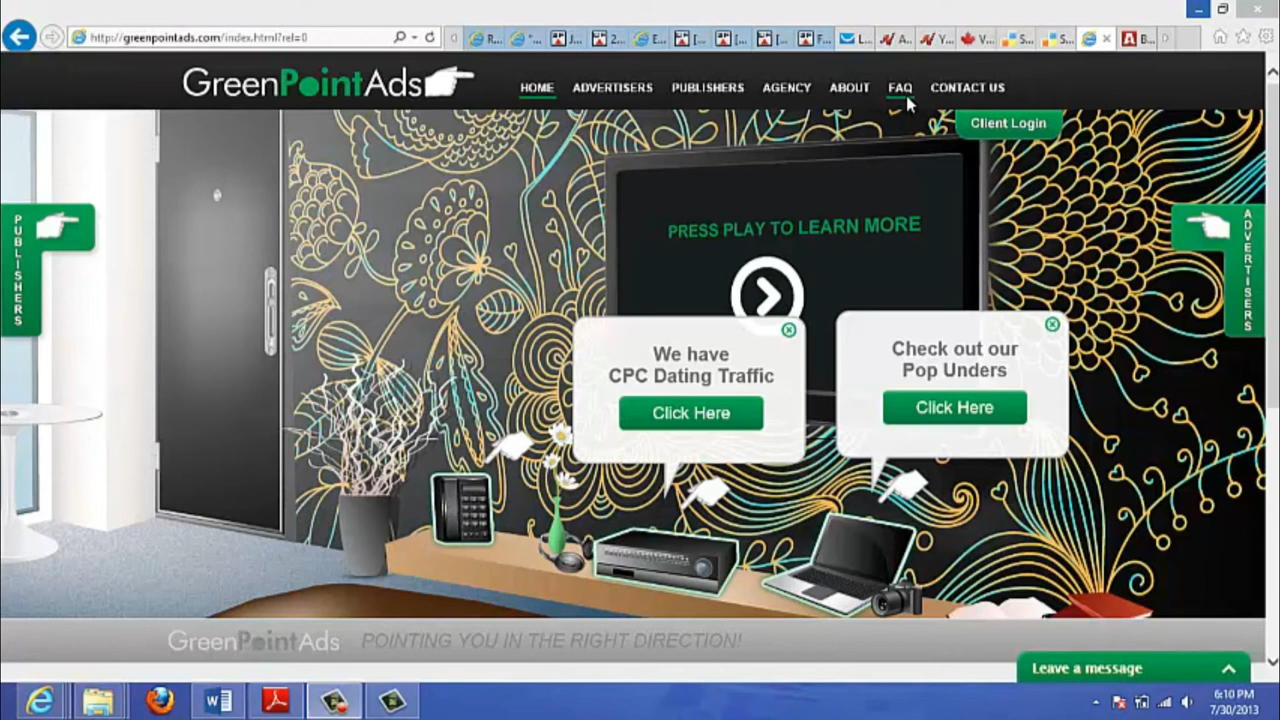 http://greenpointads.com/index.html?rel=0
R...
"...
J...
2...
E...
[...
[...
[...
F...
L...
A...
Y...
V...
S...
S...
B...
GreenPointAds
HOME
ADVERTISERS
PUBLISHERS
AGENCY
ABOUT
FAQ
CONTACT US
Client Login
PUBLISHERS
ADVERTISERS
PRESS PLAY TO LEARN MORE
We have
CPC Dating Traffic
Click Here
Check out our
Pop Unders
Click Here
GreenPointAds
POINTING YOU IN THE RIGHT DIRECTION!
Leave a message
6:10 PM
7/30/2013